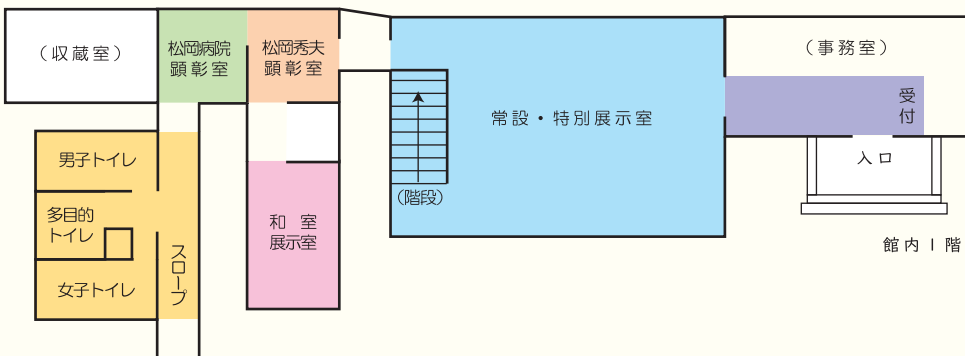 （収蔵室）
松岡病院
顕彰室
松岡秀夫
顕彰室
（事務室）
受付
常設・特別展示室
入口
（階段）
男子トイレ
多目的
トイレ
女子トイレ
スロープ
和　室
展示室
館内１階